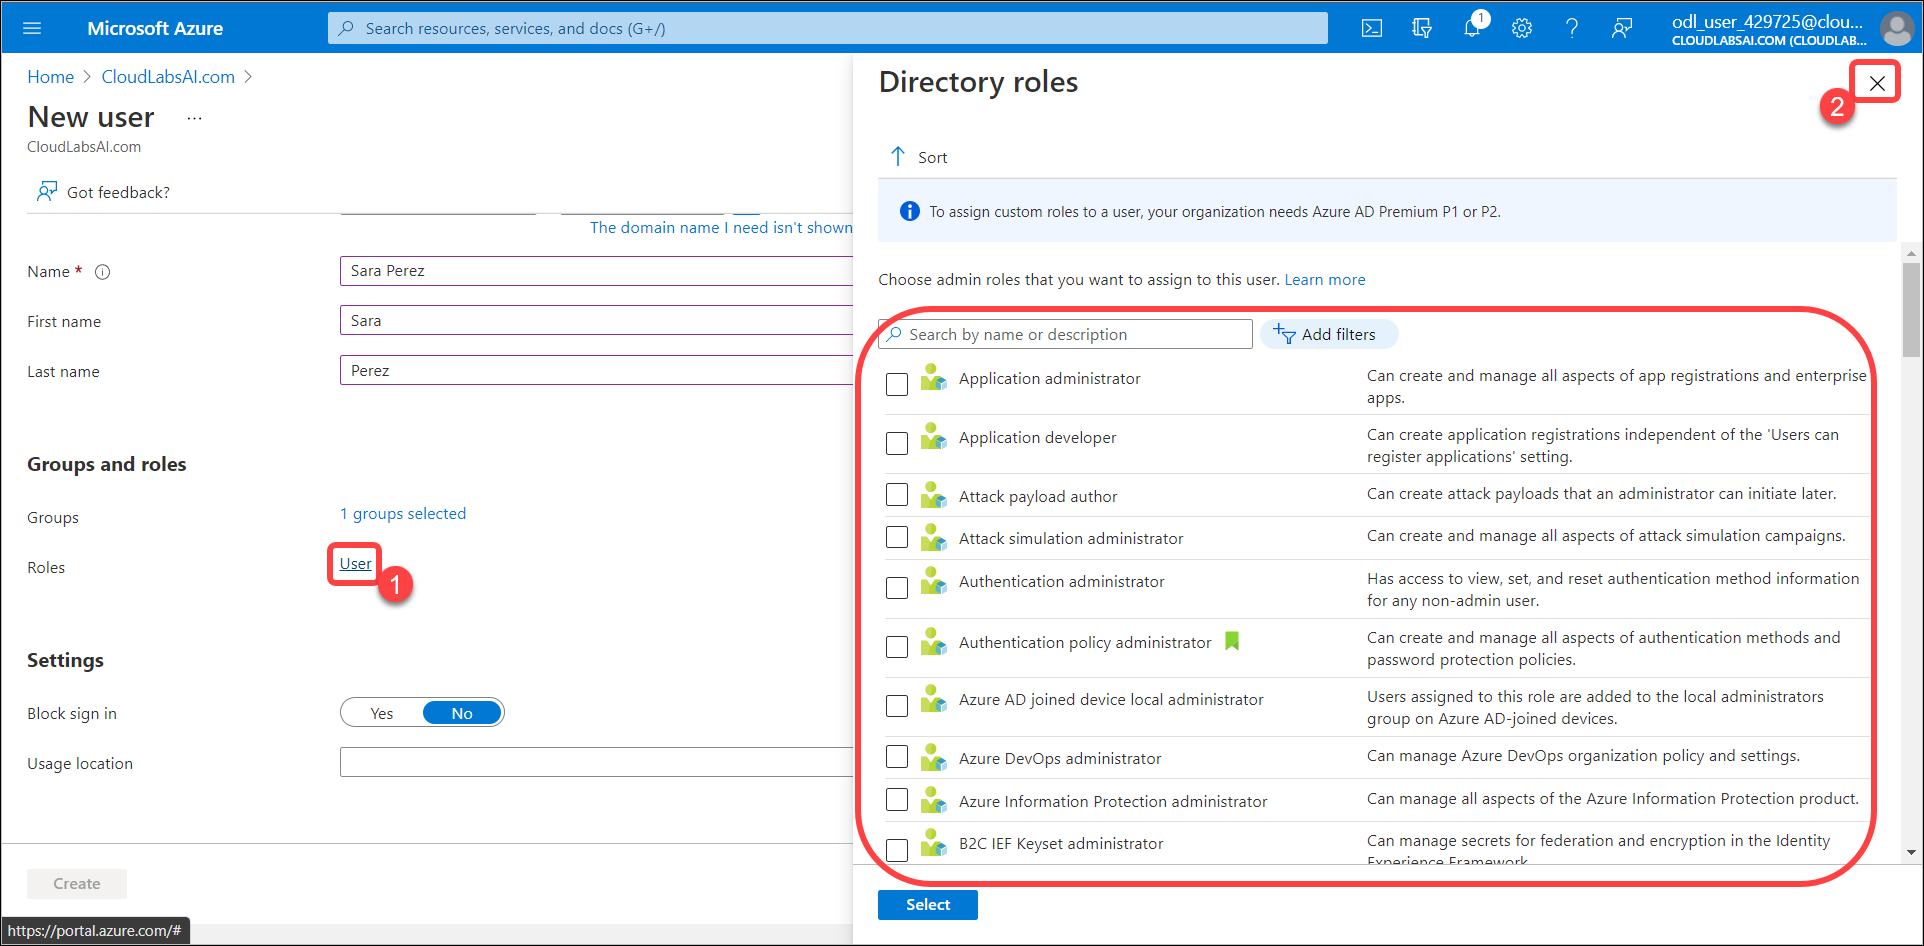 Microsoft Azure
Search resources, services, and docs (G+/)
1
odl_user_429725@clou...
CLOUDLABSAI.COM (CLOUDLAB...
Home > CloudLabsAI.com >
New user ...
CloudLabsAI.com
Got feedback?
The domain name I need isn't shown
Name *
Sara Perez
First name
Sara
Last name
Perez
Groups and roles
Groups
1 groups selected
Roles
User
1
Settings
Block sign in
Yes No
Usage location
Create
https://portal.azure.com/#
Directory roles
2
Sort
To assign custom roles to a user, your organization needs Azure AD Premium P1 or P2.
Choose admin roles that you want to assign to this user. Learn more
Search by name or description
Add filters
Application administrator
Can create and manage all aspects of app registrations and enterprise
apps.
Application developer
Can create application registrations independent of the 'Users can
register applications' setting.
Attack payload author
Can create attack payloads that an administrator can initiate later.
Attack simulation administrator
Can create and manage all aspects of attack simulation campaigns.
Authentication administrator
Has access to view, set, and reset authentication method information
for any non-admin user.
Authentication policy administrator
Can create and manage all aspects of authentication methods and
password protection policies.
Azure AD joined device local administrator
Users assigned to this role are added to the local administrators
group on Azure AD-joined devices.
Azure DevOps administrator
Can manage Azure DevOps organization policy and settings.
Azure Information Protection administrator
Can manage all aspects of the Azure Information Protection product.
B2C IEF Keyset administrator
Can manage secrets for federation and encryption in the Identity
Experience Framework
Select